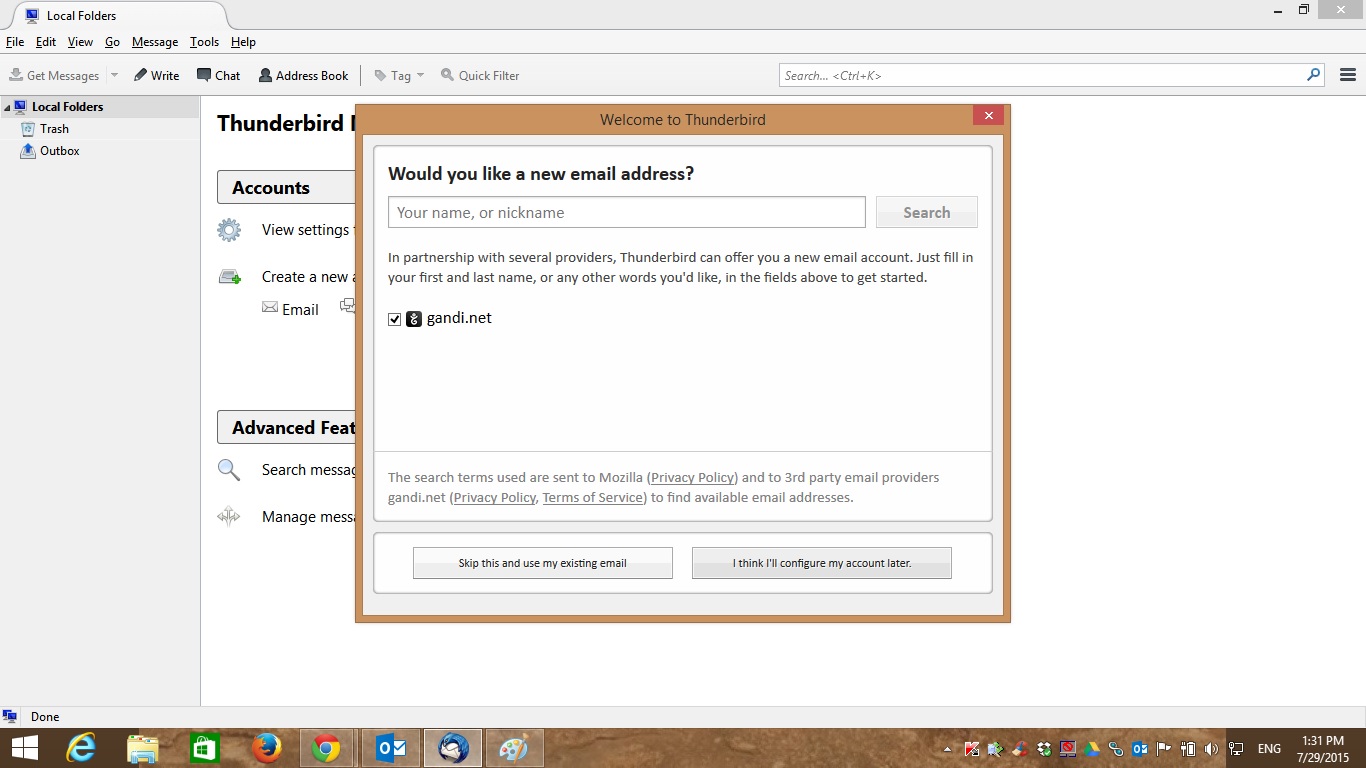 Local Folders
File Edit View Go Message Tools Help
Get Messages Write Chat Address Book Tag Quick Filter Search... <Ctrl+K>
Local Folders
Trash
Outbox
Thunderbird
Accounts
View settings
Create a new
Email
Advanced
Search
Manage
Welcome to Thunderbird
Would you like a new email address?
Your name, or nickname Search
In partnership with several providers, Thunderbird can offer you a new email account. Just fill in
your first and last name, or any other words you'd like, in the fields above to get started.
gandi.net
The search terms used are sent to Mozilla (Privacy Policy) and to 3rd party email providers
gandi.net (Privacy Policy, Terms of Service) to find available email addresses.
Skip this and use my existing email I think I'll configure my account later.
Done
ENG 1:31 PM
7/29/2015